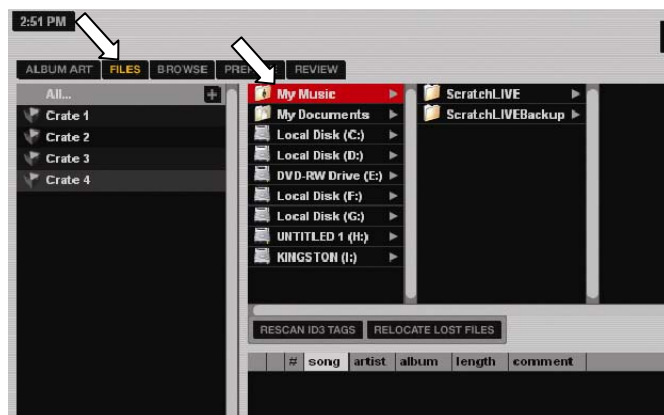 2:51 PM
ALBUM ART FILES BROWSE REVIEW
All...
Crate 1
Crate 2
Crate 3
Crate 4
My Music
My Documents
Local Disk (C:)
Local Disk (D:)
DVD-RW Drive (E:)
Local Disk (F:)
Local Disk (G:)
UNTITLED 1 (H:)
KINGSTON (I:)
ScratchLIVE
ScratchLIVEBackup
RESCAN ID3 TAGS RELOCATE LOST FILES
# song artist album length comment